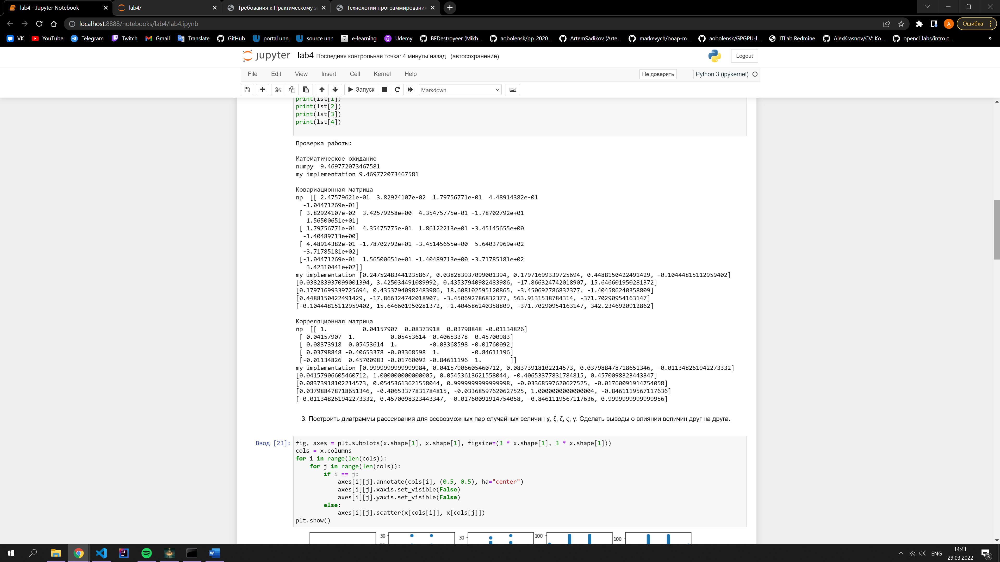 lab4 - Jupyter Notebook
lab4/
Требования к Практическому за
Технологии программирования
localhost:8888/notebooks/lab4/lab4.ipynb
A
Ошибка
VK
YouTube
Telegram
Twitch
Gmail
Translate
GitHub
portal unn
source unn
e-learning
Udemy
BFDestroyeer (Mikh...
aobolensk/pp_2020...
ArtemSadikov (Arte...
markevych/ooap-m...
aobolensk/GPGPU-l...
ITLab Redmine
AlexKrasnov/CV: Ko...
opencl_labs/intro.c...
»
jupyter
lab4 Последняя контрольная точка: 4 минуты назад (автосохранение)
Logout
File
Edit
View
Insert
Cell
Kernel
Help
Не доверять
Python 3 (ipykernel)
Запуск
Markdown
print(lst[1])
print(lst[2])
print(lst[3])
print(lst[4])
Проверка работы:
Математическое ожидание
numpy  9.469772073467581
my implementation 9.469772073467581
Ковариационная матрица
np  [[ 2.47579621e-01  3.82924107e-02  1.79756771e-01  4.48914382e-01
  -1.04471269e-01]
 [ 3.82924107e-02  3.42579258e+00  4.35475775e-01 -1.78702792e+01
   1.56500651e+01]
 [ 1.79756771e-01  4.35475775e-01  1.86122213e+01 -3.45145655e+00
  -1.40489713e+00]
 [ 4.48914382e-01 -1.78702792e+01 -3.45145655e+00  5.64037969e+02
  -3.71785181e+02]
 [-1.04471269e-01  1.56500651e+01 -1.40489713e+00 -3.71785181e+02
   3.42310441e+02]]
my implementation [0.24752483441235867, 0.038283937099001394, 0.17971699339725694, 0.4488150422491429, -0.10444815112959402]
[0.038283937099001394, 3.425034491089992, 0.43537940982483986, -17.866324742018907, 15.646601950281372]
[0.17971699339725694, 0.43537940982483986, 18.608102595120865, -3.450692786832377, -1.404586240358809]
[0.4488150422491429, -17.866324742018907, -3.450692786832377, 563.9131538784314, -371.70290954163147]
[-0.10444815112959402, 15.646601950281372, -1.404586240358809, -371.70290954163147, 342.2346920912862]
Корреляционная матрица
np  [[ 1.          0.04157907  0.08373918  0.03798848 -0.01134826]
 [ 0.04157907  1.          0.05453614 -0.40653378  0.45700983]
 [ 0.08373918  0.05453614  1.         -0.03368598 -0.01760092]
 [ 0.03798848 -0.40653378 -0.03368598  1.         -0.84611196]
 [-0.01134826  0.45700983 -0.01760092 -0.84611196  1.        ]]
my implementation [0.9999999999999984, 0.04157906605460712, 0.08373918102214573, 0.037988478718651346, -0.011348261942273332]
[0.04157906605460712, 1.000000000000005, 0.05453613621558044, -0.40653377831784815, 0.4570098323443347]
[0.08373918102214573, 0.05453613621558044, 0.9999999999999998, -0.03368597620627525, -0.01760091914754058]
[0.037988478718651346, -0.40653377831784815, -0.03368597620627525, 1.0000000000000004, -0.8461119567117636]
[-0.011348261942273332, 0.4570098323443347, -0.01760091914754058, -0.8461119567117636, 0.9999999999999956]
3. Построить диаграммы рассеивания для всевозможных пар случайных величин χ, ξ, ζ, ς, γ. Сделать выводы о влиянии величин друг на друга.
Ввод [23]:
fig, axes = plt.subplots(x.shape[1], x.shape[1], figsize=(3 * x.shape[1], 3 * x.shape[1]))
cols = x.columns
for i in range(len(cols)):
    for j in range(len(cols)):
        if i == j:
            axes[i][j].annotate(cols[i], (0.5, 0.5), ha="center")
            axes[i][j].xaxis.set_visible(False)
            axes[i][j].yaxis.set_visible(False)
        else:
            axes[i][j].scatter(x[cols[i]], x[cols[j]])
plt.show()
30
30
100
100
ENG
14:41
29.03.2022
3